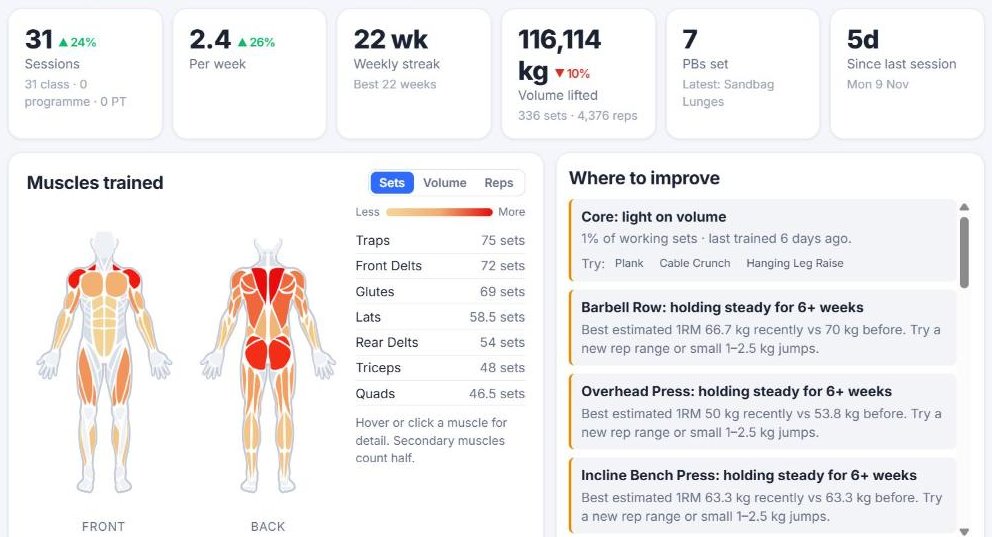 31 ▲ 24%
Sessions
31 class · 0
programme · 0 PT
2.4 ▲ 26%
Per week
22 wk
Weekly streak
Best 22 weeks
116,114
kg ▼ 10%
Volume lifted
336 sets · 4,376 reps
7
PBs set
Latest: Sandbag
Lunges
5d
Since last session
Mon 9 Nov
Muscles trained
Sets Volume Reps
Less More
Traps 75 sets
Front Delts 72 sets
Glutes 69 sets
Lats 58.5 sets
Rear Delts 54 sets
Triceps 48 sets
Quads 46.5 sets
Hover or click a muscle for
detail. Secondary muscles
count half.
FRONT BACK
Where to improve
Core: light on volume
1% of working sets · last trained 6 days ago.
Try: Plank Cable Crunch Hanging Leg Raise
Barbell Row: holding steady for 6+ weeks
Best estimated 1RM 66.7 kg recently vs 70 kg before. Try a
new rep range or small 1–2.5 kg jumps.
Overhead Press: holding steady for 6+ weeks
Best estimated 1RM 50 kg recently vs 53.8 kg before. Try a
new rep range or small 1–2.5 kg jumps.
Incline Bench Press: holding steady for 6+ weeks
Best estimated 1RM 63.3 kg recently vs 63.3 kg before. Try
a new rep range or small 1–2.5 kg jumps.